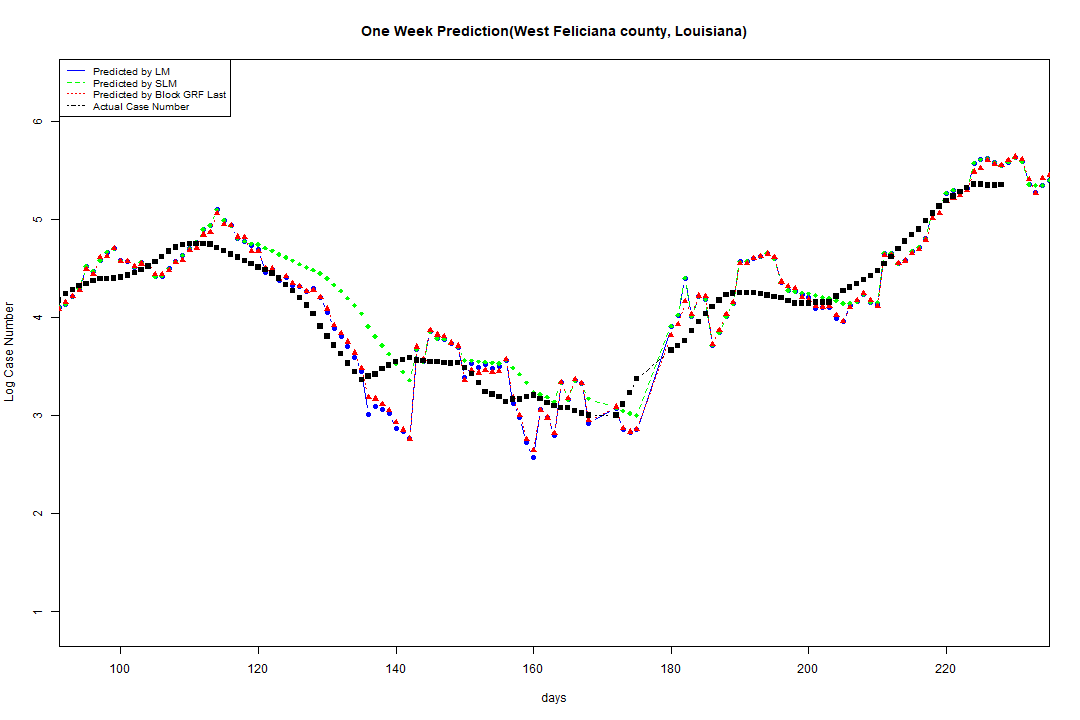 One Week Prediction(West Feliciana county, Louisiana)
Predicted by LM
Predicted by SLM
Predicted by Block GRF Last
Actual Case Number
6
5
4
3
2
1
Log Case Number
100 120 140 160 180 200 220
days